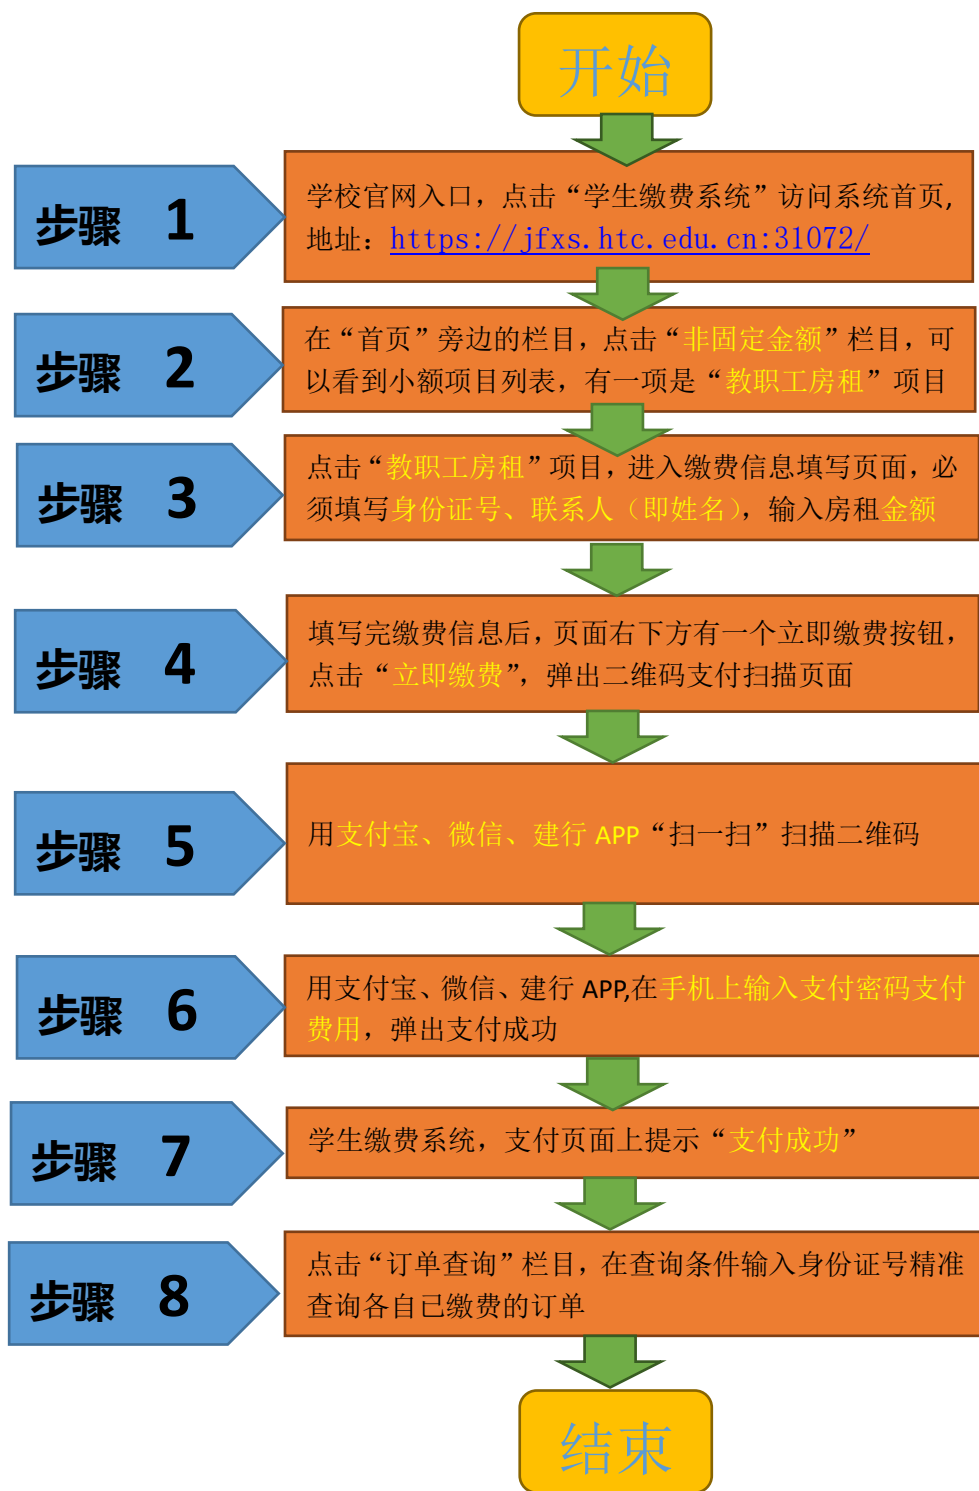 开始
步骤 1
学校官网入口，点击“学生缴费系统”访问系统首页,
地址：https://jfxs.htc.edu.cn:31072/
步骤 2
在“首页”旁边的栏目，点击“非固定金额”栏目，可
以看到小额项目列表，有一项是“教职工房租”项目
步骤 3
点击“教职工房租”项目，进入缴费信息填写页面，必
须填写身份证号、联系人（即姓名），输入房租金额
步骤 4
填写完缴费信息后，页面右下方有一个立即缴费按钮，
点击“立即缴费”，弹出二维码支付扫描页面
步骤 5
用支付宝、微信、建行 APP“扫一扫”扫描二维码
步骤 6
用支付宝、微信、建行 APP,在手机上输入支付密码支付
费用，弹出支付成功
步骤 7
学生缴费系统，支付页面上提示“支付成功”
步骤 8
点击“订单查询”栏目，在查询条件输入身份证号精准
查询各自已缴费的订单
结束